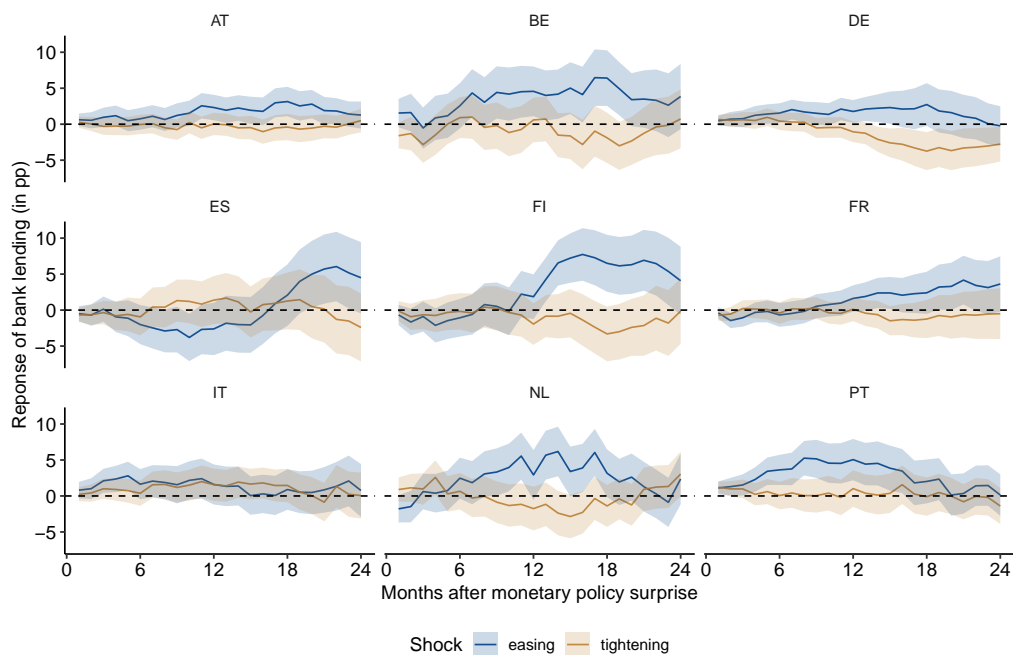 AT BE DE
10
5
0
−5
ES FI FR
10
5
0
−5
IT NL PT
10
5
0
−5
0 6 12 18 24 0 6 12 18 24 0 6 12 18 24
Reponse of bank lending (in pp)
Months after monetary policy surprise
Shock easing tightening